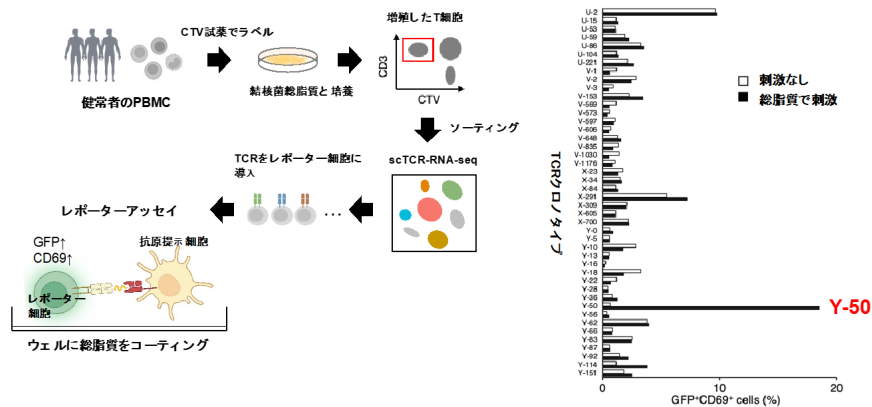 CTV試薬でラベル
健常者のPBMC
結核菌総脂質と培養
増殖したT細胞
CD3
CTV
ソーティング
scTCR-RNA-seq
TCRをレポーター細胞に
導入
...
レポーターアッセイ
GFP↑
CD69↑
抗原提示細胞
レポーター
細胞
ウェルに総脂質をコーティング
TCRクロノタイプ
U-2
U-15
U-53
U-59
U-86
U-104
U-221
V-1
V-2
V-3
V-153
V-569
V-573
V-597
V-606
V-648
V-835
V-1030
V-1176
X-23
X-34
X-84
X-291
X-309
X-605
X-700
Y-0
Y-5
Y-10
Y-13
Y-16
Y-18
Y-22
Y-28
Y-36
Y-50
Y-56
Y-62
Y-66
Y-83
Y-87
Y-92
Y-114
Y-151
刺激なし
総脂質で刺激
Y-50
0
10
20
GFP⁺CD69⁺ cells (%)